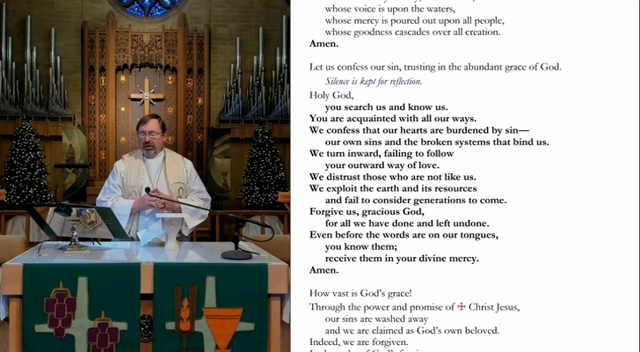 whose voice is upon the waters,
whose mercy is poured out upon all people,
whose goodness cascades over all creation.
Amen.
Let us confess our sin, trusting in the abundant grace of God.
Silence is kept for reflection.
Holy God,
you search us and know us.
You are acquainted with all our ways.
We confess that our hearts are burdened by sin—
our own sins and the broken systems that bind us.
We turn inward, failing to follow
your outward way of love.
We distrust those who are not like us.
We exploit the earth and its resources
and fail to consider generations to come.
Forgive us, gracious God,
for all we have done and left undone.
Even before the words are on our tongues,
you know them;
receive them in your divine mercy.
Amen.
How vast is God's grace!
Through the power and promise of ☩ Christ Jesus,
our sins are washed away
and we are claimed as God's own beloved.
Indeed, we are forgiven.